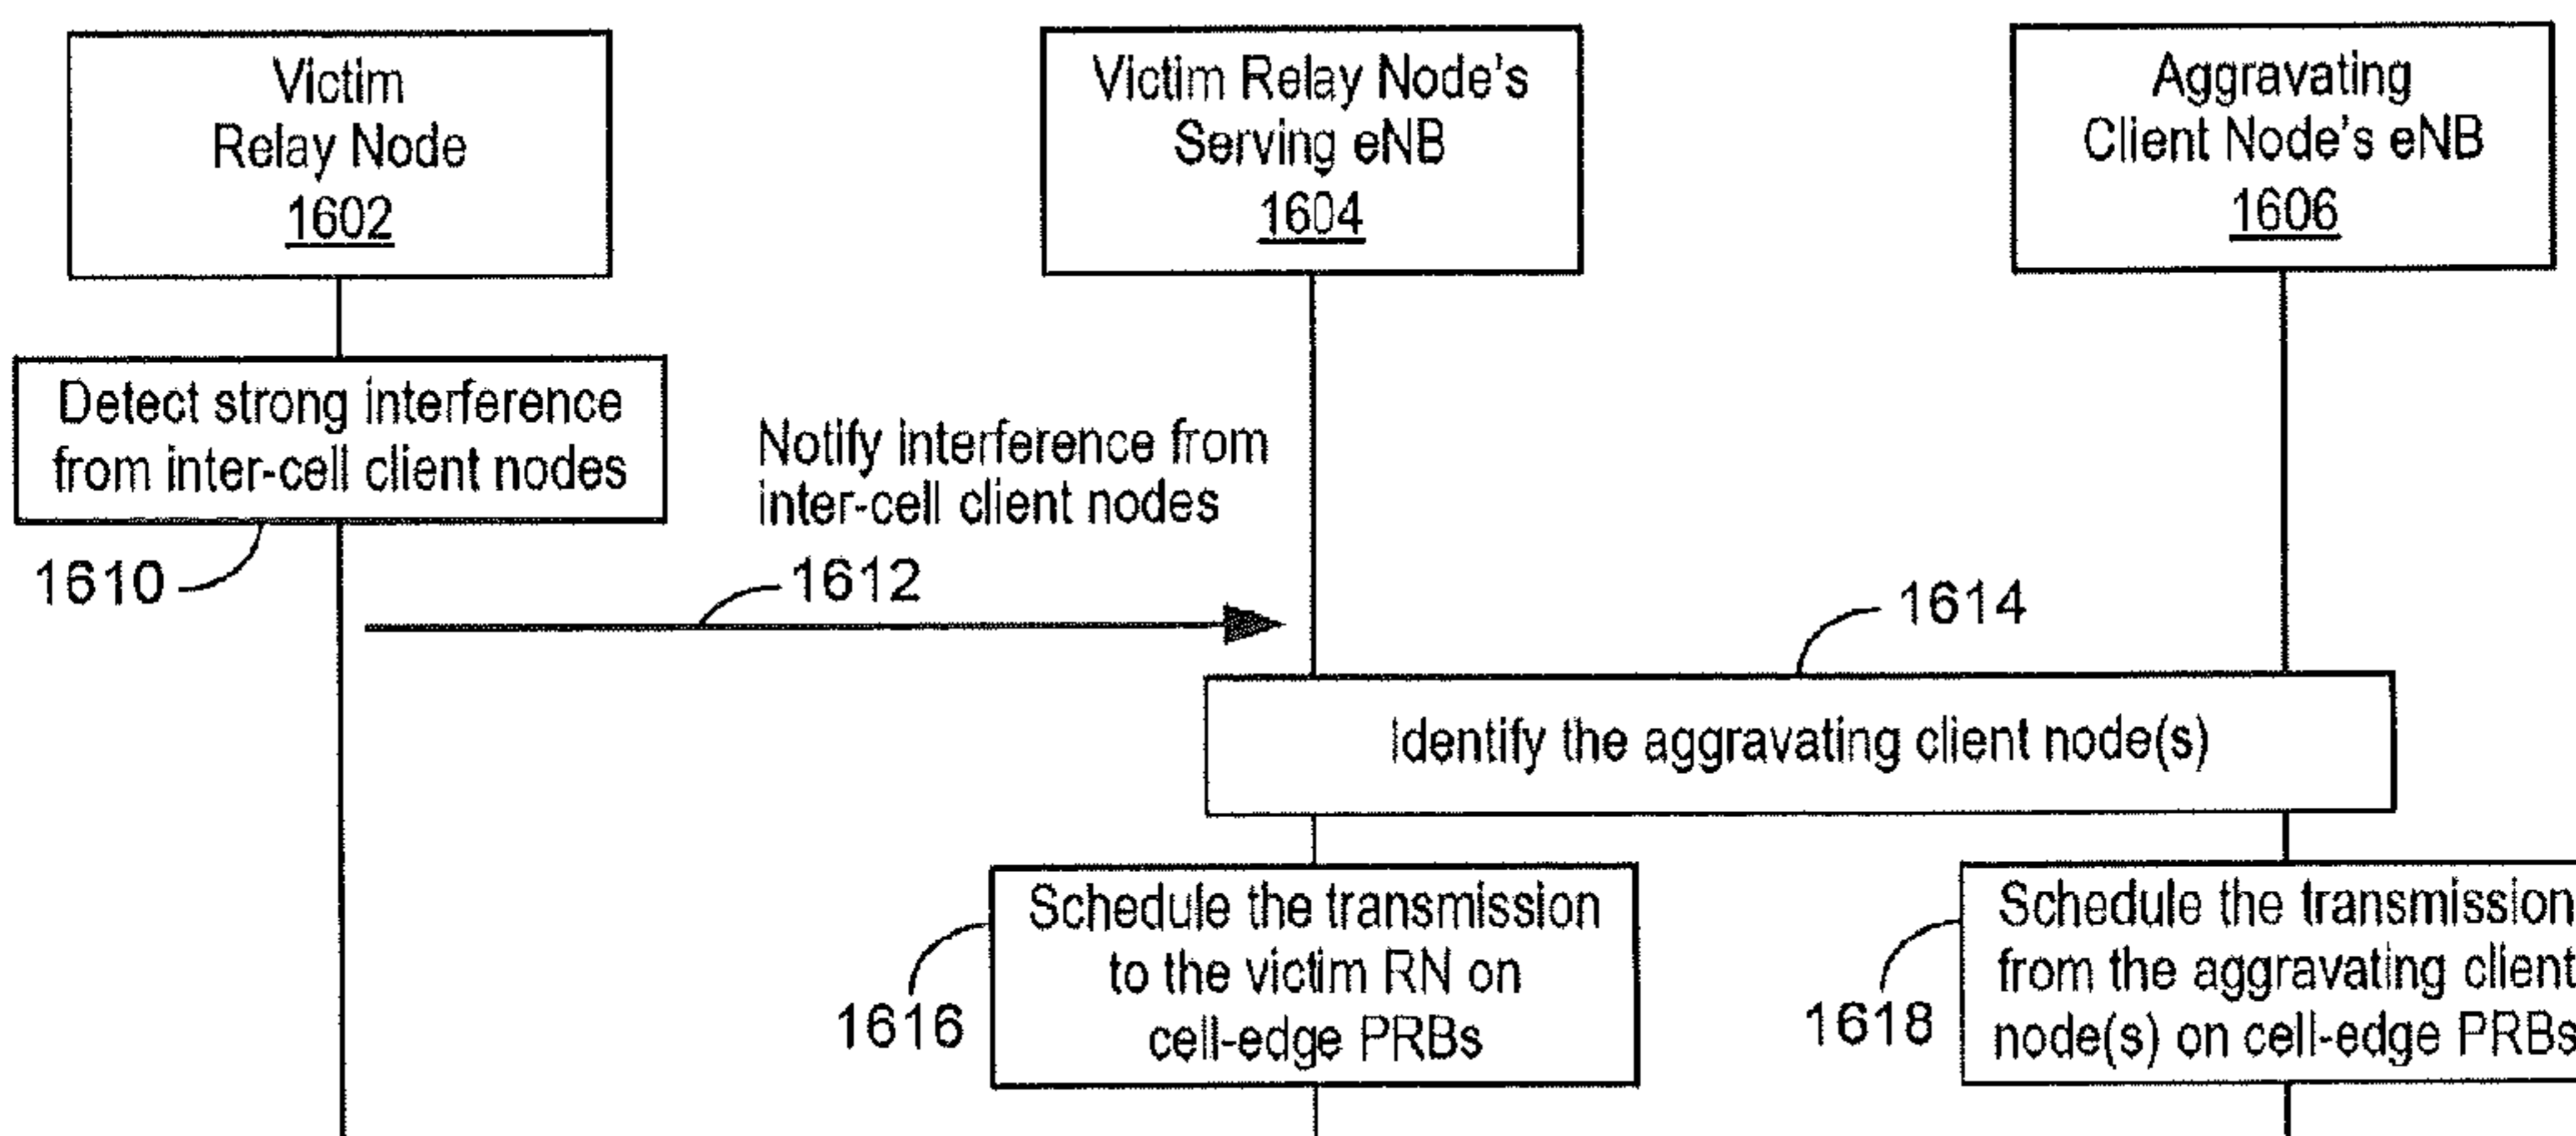 Victim
Relay Node
1602
Victim Relay Node's
Serving eNB
1604
Aggravating
Client Node's eNB
1606
Detect strong interference
from inter-cell client nodes
1610
Notify interference from
inter-cell client nodes
1612
1614
Identify the aggravating client node(s)
Schedule the transmission
to the victim RN on
cell-edge PRBs
1616
Schedule the transmission
from the aggravating client
node(s) on cell-edge PRBs
1618